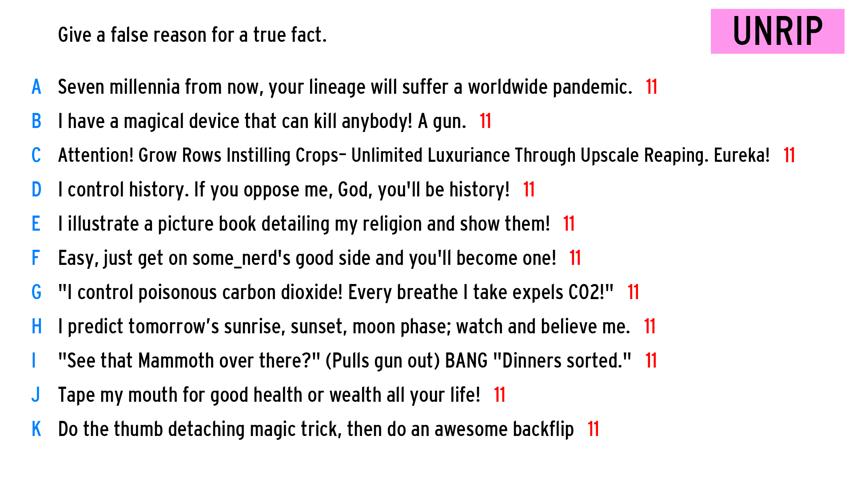 Give a false reason for a true fact.
UNRIP
A Seven millennia from now, your lineage will suffer a worldwide pandemic. 11
B I have a magical device that can kill anybody! A gun. 11
C Attention! Grow Rows Instilling Crops- Unlimited Luxuriance Through Upscale Reaping. Eureka! 11
D I control history. If you oppose me, God, you'll be history! 11
E I illustrate a picture book detailing my religion and show them! 11
F Easy, just get on some_nerd's good side and you'll become one! 11
G "I control poisonous carbon dioxide! Every breathe I take expels CO2!" 11
H I predict tomorrow's sunrise, sunset, moon phase; watch and believe me. 11
I "See that Mammoth over there?" (Pulls gun out) BANG "Dinners sorted." 11
J Tape my mouth for good health or wealth all your life! 11
K Do the thumb detaching magic trick, then do an awesome backflip 11